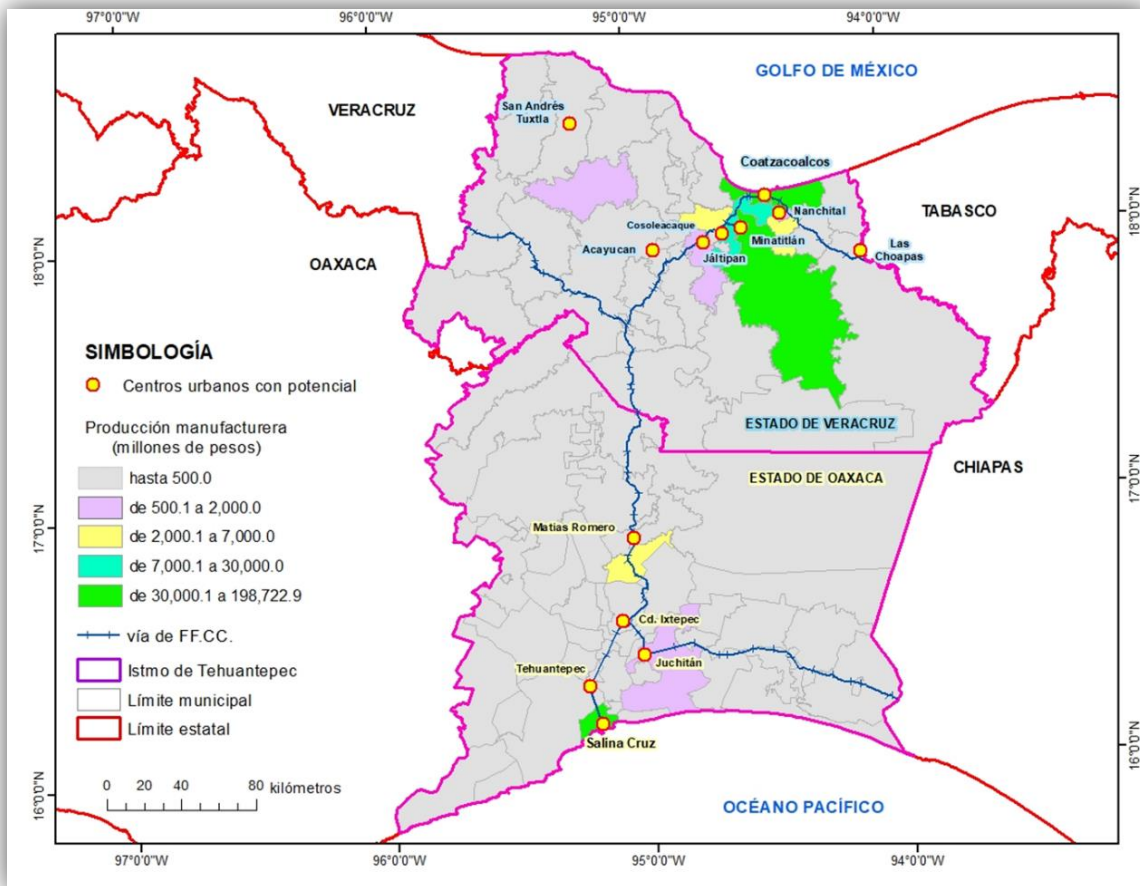 97°0'0"W
96°0'0"W
95°0'0"W
94°0'0"W
GOLFO DE MÉXICO
VERACRUZ
San Andrés
Tuxtla
Coatzacoalcos
Nanchital
TABASCO
18°0'0"N
Cosoleacaque
Acayucan
Minatitlán
Jáltipan
Las
Choapas
OAXACA
18°0'0"N
SIMBOLOGÍA
Centros urbanos con potencial
Producción manufacturera
(millones de pesos)
hasta 500.0
de 500.1 a 2,000.0
de 2,000.1 a 7,000.0
de 7,000.1 a 30,000.0
de 30,000.1 a 198,722.9
vía de FF.CC.
Istmo de Tehuantepec
Límite municipal
Límite estatal
0 20 40 80 kilómetros
ESTADO DE VERACRUZ
ESTADO DE OAXACA
CHIAPAS
17°0'0"N
17°0'0"N
Matías Romero
Cd. Ixtepec
Juchitán
Tehuantepec
Salina Cruz
16°0'0"N
16°0'0"N
OCÉANO PACÍFICO
97°0'0"W
96°0'0"W
95°0'0"W
94°0'0"W